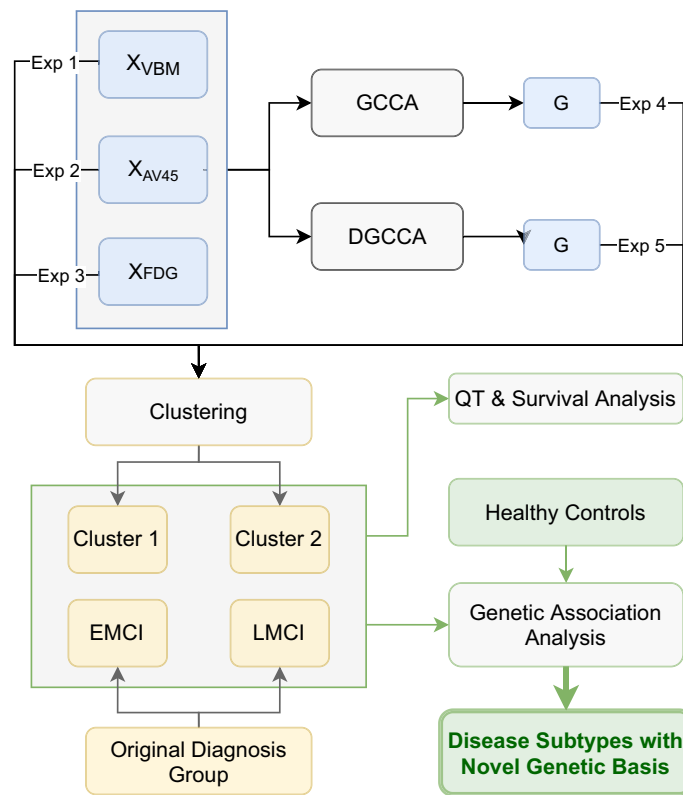 Exp 1
X_VBM
GCCA
G
Exp 4
Exp 2
X_AV45
DGCCA
G
Exp 5
Exp 3
X_FDG
Clustering
QT & Survival Analysis
Cluster 1
Cluster 2
Healthy Controls
EMCI
LMCI
Genetic Association
Analysis
Original Diagnosis
Group
Disease Subtypes with
Novel Genetic Basis